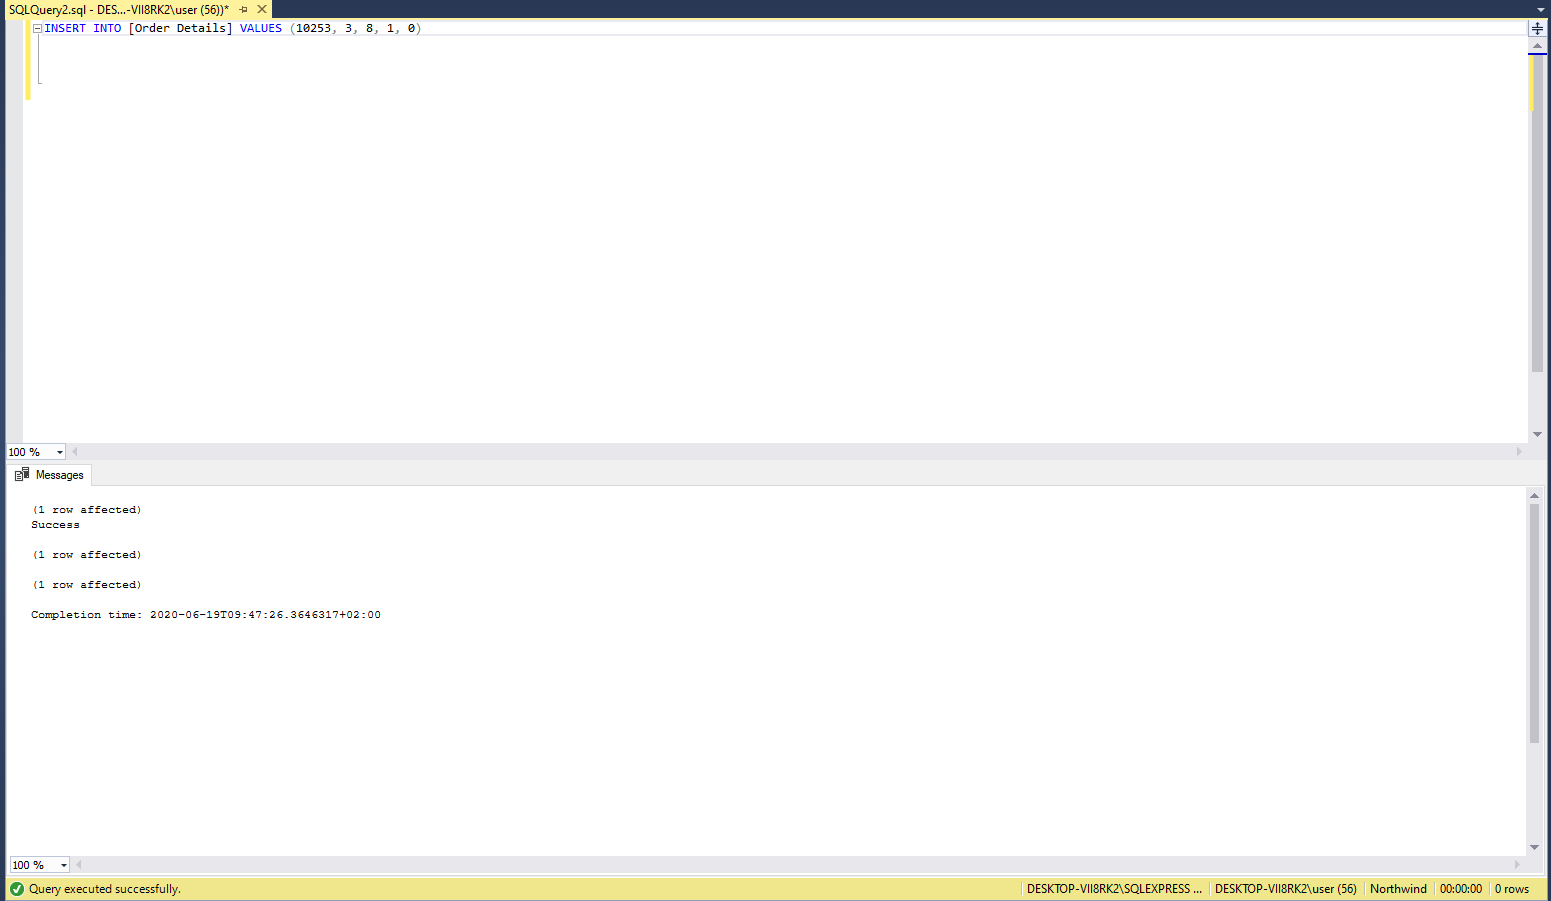 SQLQuery2.sql - DES...-VII8RK2\user (56))*
INSERT INTO [Order Details] VALUES (10253, 3, 8, 1, 0)
100 %
Messages
(1 row affected)
Success
(1 row affected)
(1 row affected)
Completion time: 2020-06-19T09:47:26.3646317+02:00
100 %
Query executed successfully.
DESKTOP-VII8RK2\SQLEXPRESS ...
DESKTOP-VII8RK2\user (56)
Northwind
00:00:00
0 rows